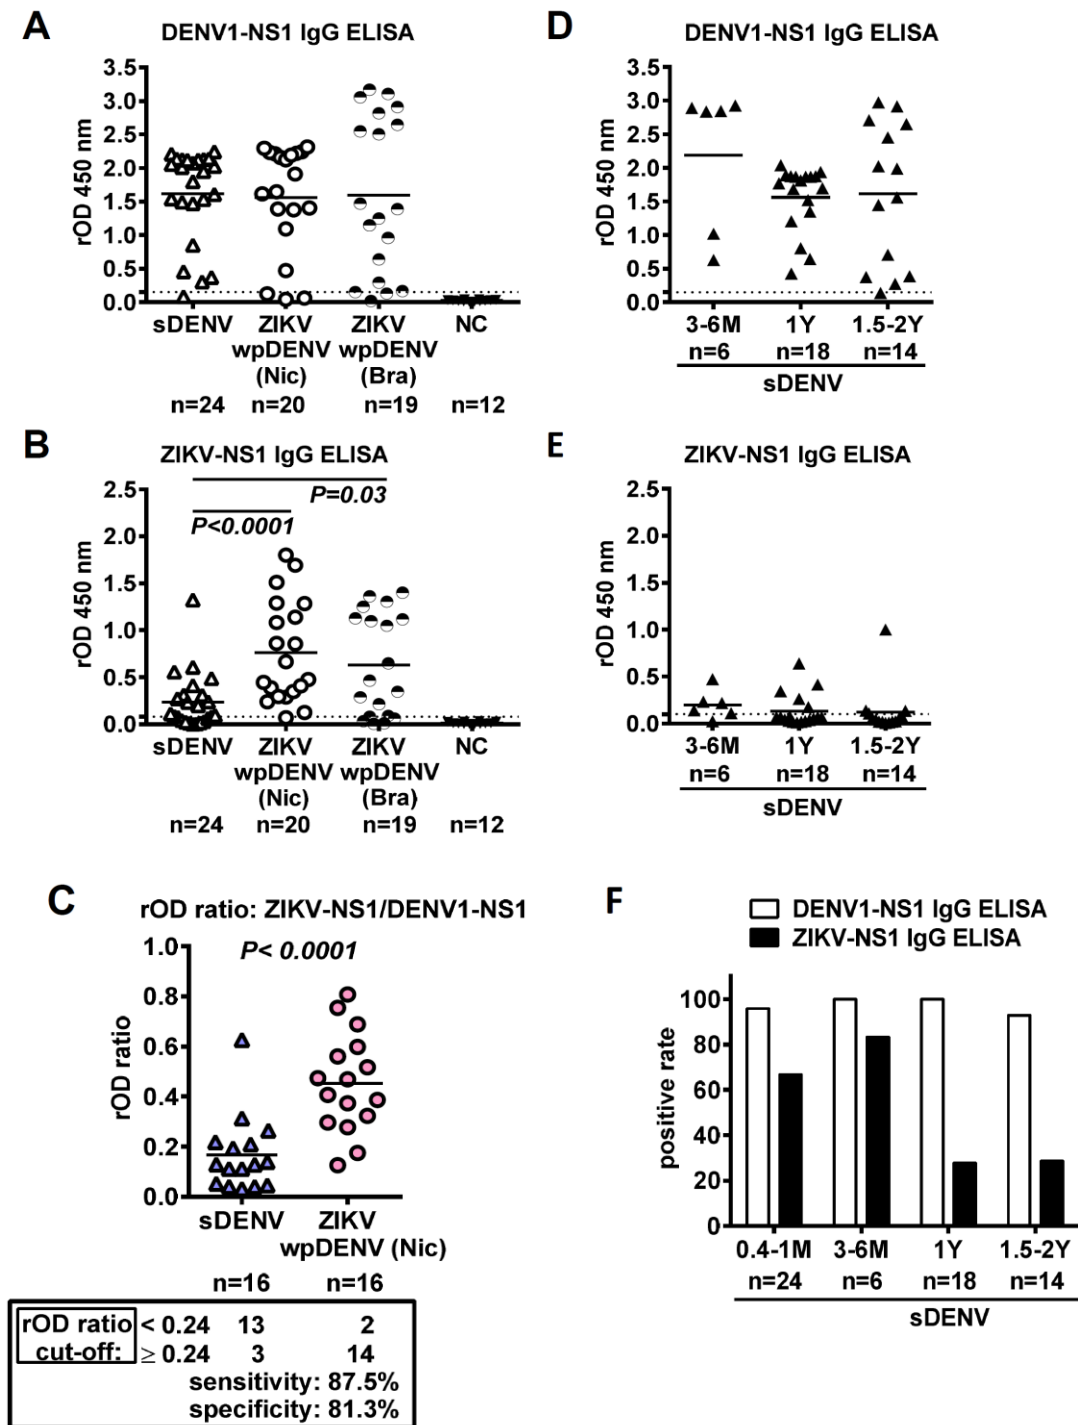 A
DENV1-NS1 IgG ELISA
3.5
3.0
2.5
2.0
1.5
1.0
0.5
0.0
rOD 450 nm
sDENV ZIKV ZIKV NC
wpDENV wpDENV
(Nic) (Bra)
n=24 n=20 n=19 n=12
B
ZIKV-NS1 IgG ELISA
2.5
2.0
1.5
1.0
0.5
0.0
rOD 450 nm
P=0.03
P<0.0001
sDENV ZIKV ZIKV NC
wpDENV wpDENV
(Nic) (Bra)
n=24 n=20 n=19 n=12
C
rOD ratio: ZIKV-NS1/DENV1-NS1
P< 0.0001
1.0
0.8
0.6
0.4
0.2
0.0
rOD ratio
sDENV ZIKV
wpDENV (Nic)
n=16 n=16
rOD ratio < 0.24 13 2
cut-off: ≥ 0.24 3 14
sensitivity: 87.5%
specificity: 81.3%
D
DENV1-NS1 IgG ELISA
3.5
3.0
2.5
2.0
1.5
1.0
0.5
0.0
rOD 450 nm
3-6M 1Y 1.5-2Y
n=6 n=18 n=14
sDENV
E
ZIKV-NS1 IgG ELISA
2.5
2.0
1.5
1.0
0.5
0.0
rOD 450 nm
3-6M 1Y 1.5-2Y
n=6 n=18 n=14
sDENV
F
DENV1-NS1 IgG ELISA
ZIKV-NS1 IgG ELISA
100
80
60
40
20
0
positive rate
0.4-1M 3-6M 1Y 1.5-2Y
n=24 n=6 n=18 n=14
sDENV